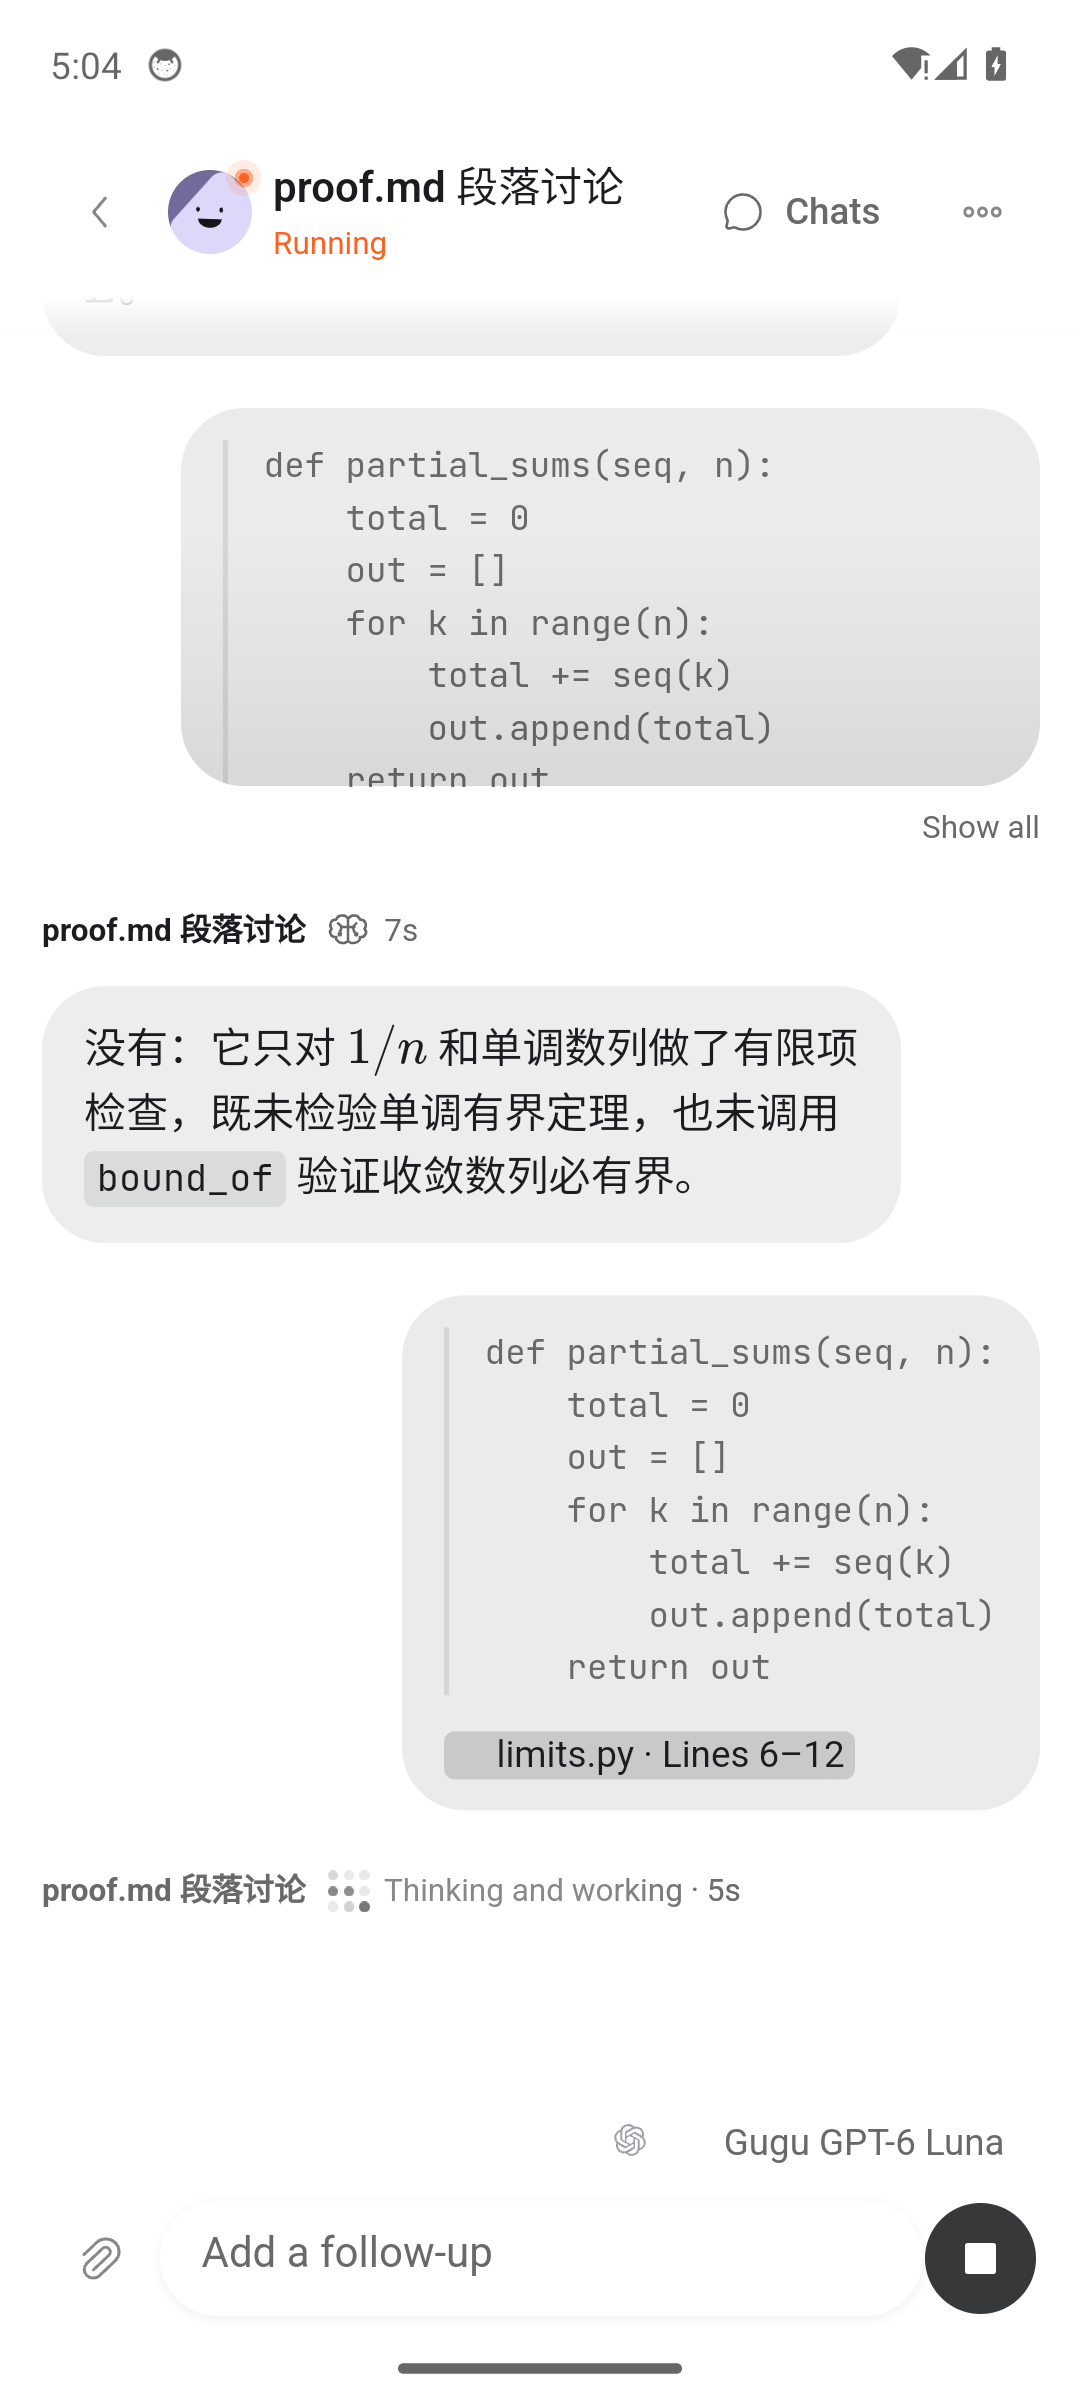 5:04
proof.md 段落讨论
Running
Chats
def partial_sums(seq, n):
    total = 0
    out = []
    for k in range(n):
        total += seq(k)
        out.append(total)
    return out
Show all
proof.md 段落讨论 7s
没有：它只对 1/n 和单调数列做了有限项
检查，既未检验单调有界定理，也未调用
bound_of 验证收敛数列必有界。
def partial_sums(seq, n):
    total = 0
    out = []
    for k in range(n):
        total += seq(k)
        out.append(total)
    return out
limits.py · Lines 6–12
proof.md 段落讨论 Thinking and working · 5s
Gugu GPT-6 Luna
Add a follow-up